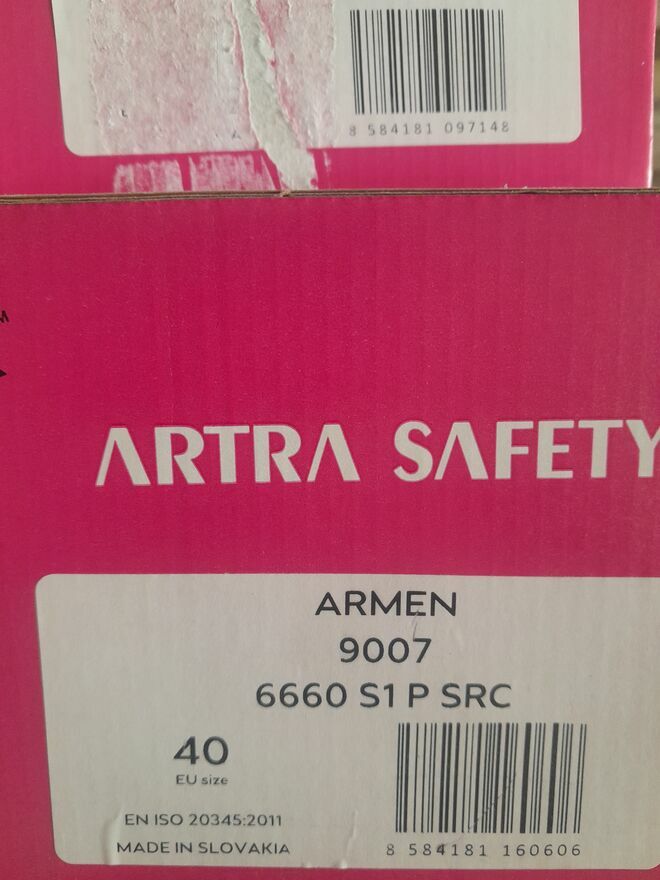 8 584181 097148
ARTRA SAFETY
ARMEN
9007
6660 S1 P SRC
40
EU size
EN ISO 20345:2011
MADE IN SLOVAKIA
8 584181 160606